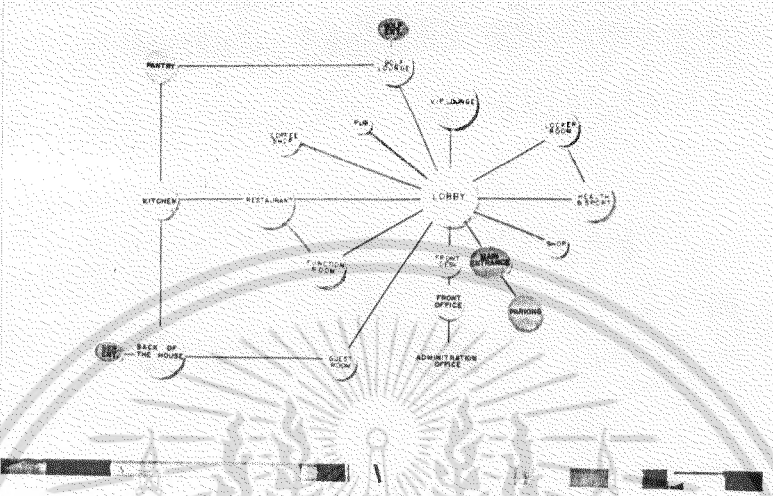 PANTRY
V.I.P. LOUNGE
PUB
COFFEE
SHOP
LOCKER
ROOM
KITCHEN
RESTAURANT
LOBBY
HEALTH
& SPORT
SHOP
FUNCTION
ROOM
FRONT
DESK
MAIN
ENTRANCE
FRONT
OFFICE
PARKING
BACK OF
THE HOUSE
GUEST
ROOM
ADMINITRATION
OFFICE